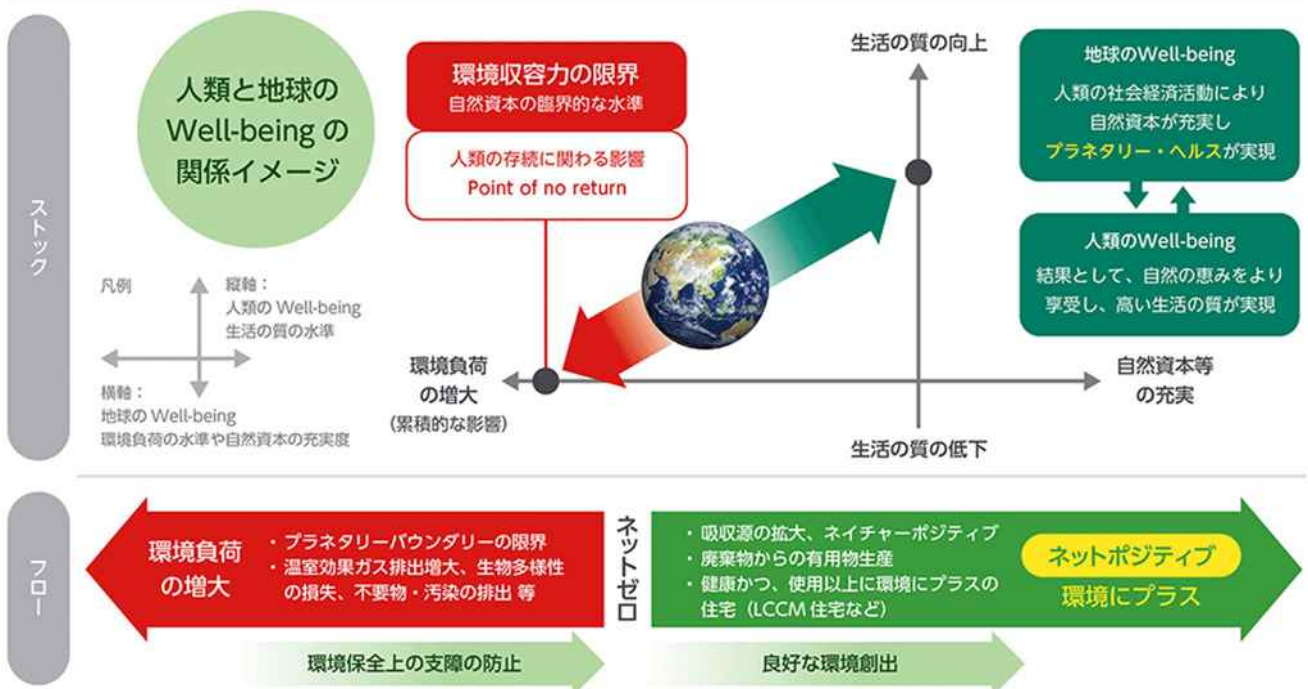 ストック
人類と地球の
Well-being の
関係イメージ
凡例
縦軸：
人類の Well-being
生活の質の水準
横軸：
地球の Well-being
環境負荷の水準や自然資本の充実度
環境収容力の限界
自然資本の臨界的な水準
人類の存続に関わる影響
Point of no return
環境負荷
の増大
（累積的な影響）
生活の質の向上
生活の質の低下
自然資本等
の充実
地球のWell-being
人類の社会経済活動により
自然資本が充実し
プラネタリー・ヘルスが実現
人類のWell-being
結果として、自然の恵みをより
享受し、高い生活の質が実現
フロー
環境負荷
の増大
・プラネタリーバウンダリーの限界
・温室効果ガス排出増大、生物多様性
の損失、不要物・汚染の排出 等
ネットゼロ
・吸収源の拡大、ネイチャーポジティブ
・廃棄物からの有用物生産
・健康かつ、使用以上に環境にプラスの
住宅（LCCM 住宅など）
ネットポジティブ
環境にプラス
環境保全上の支障の防止
良好な環境創出